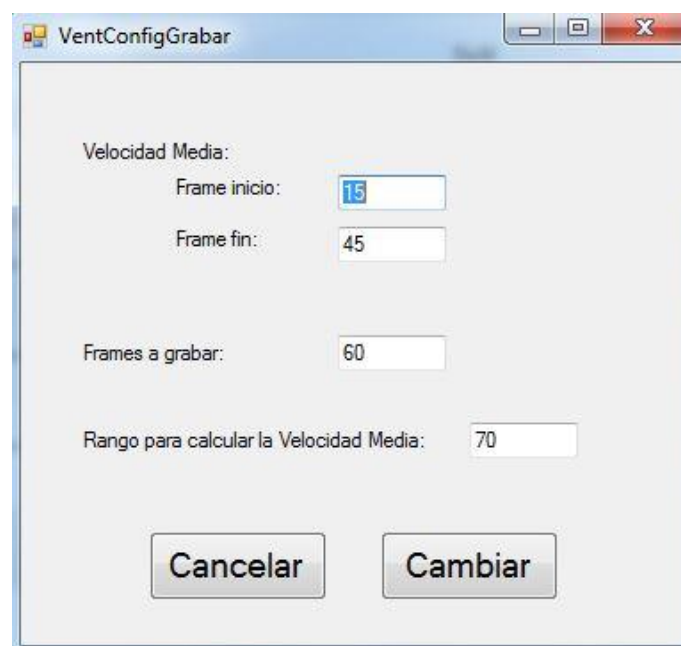 VentConfigGrabar
Velocidad Media:
Frame inicio: 15
Frame fin: 45
Frames a grabar: 60
Rango para calcular la Velocidad Media: 70
Cancelar Cambiar